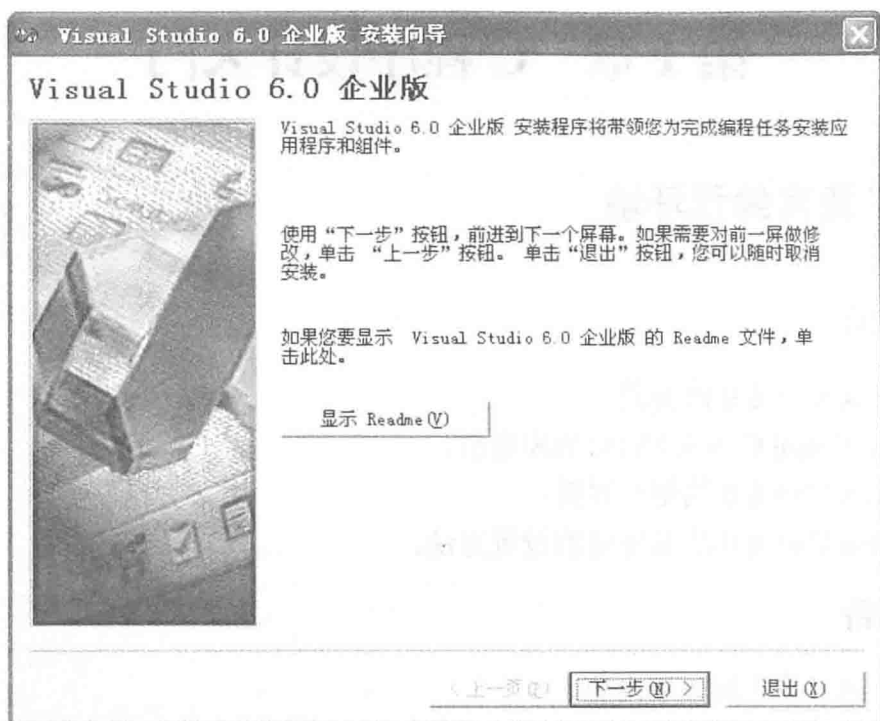 Visual Studio 6.0 企业版 安装向导
Visual Studio 6.0 企业版
Visual Studio 6.0 企业版 安装程序将带领您为完成编程任务安装应
用程序和组件。
使用“下一步”按钮，前进到下一个屏幕。如果需要对前一屏做修
改，单击 “上一步”按钮。 单击“退出”按钮，您可以随时取消
安装。
如果您要显示 Visual Studio 6.0 企业版 的 Readme 文件，单
击此处。
显示 Readme(V)
< 上一页(P)
下一步(N) >
退出(X)